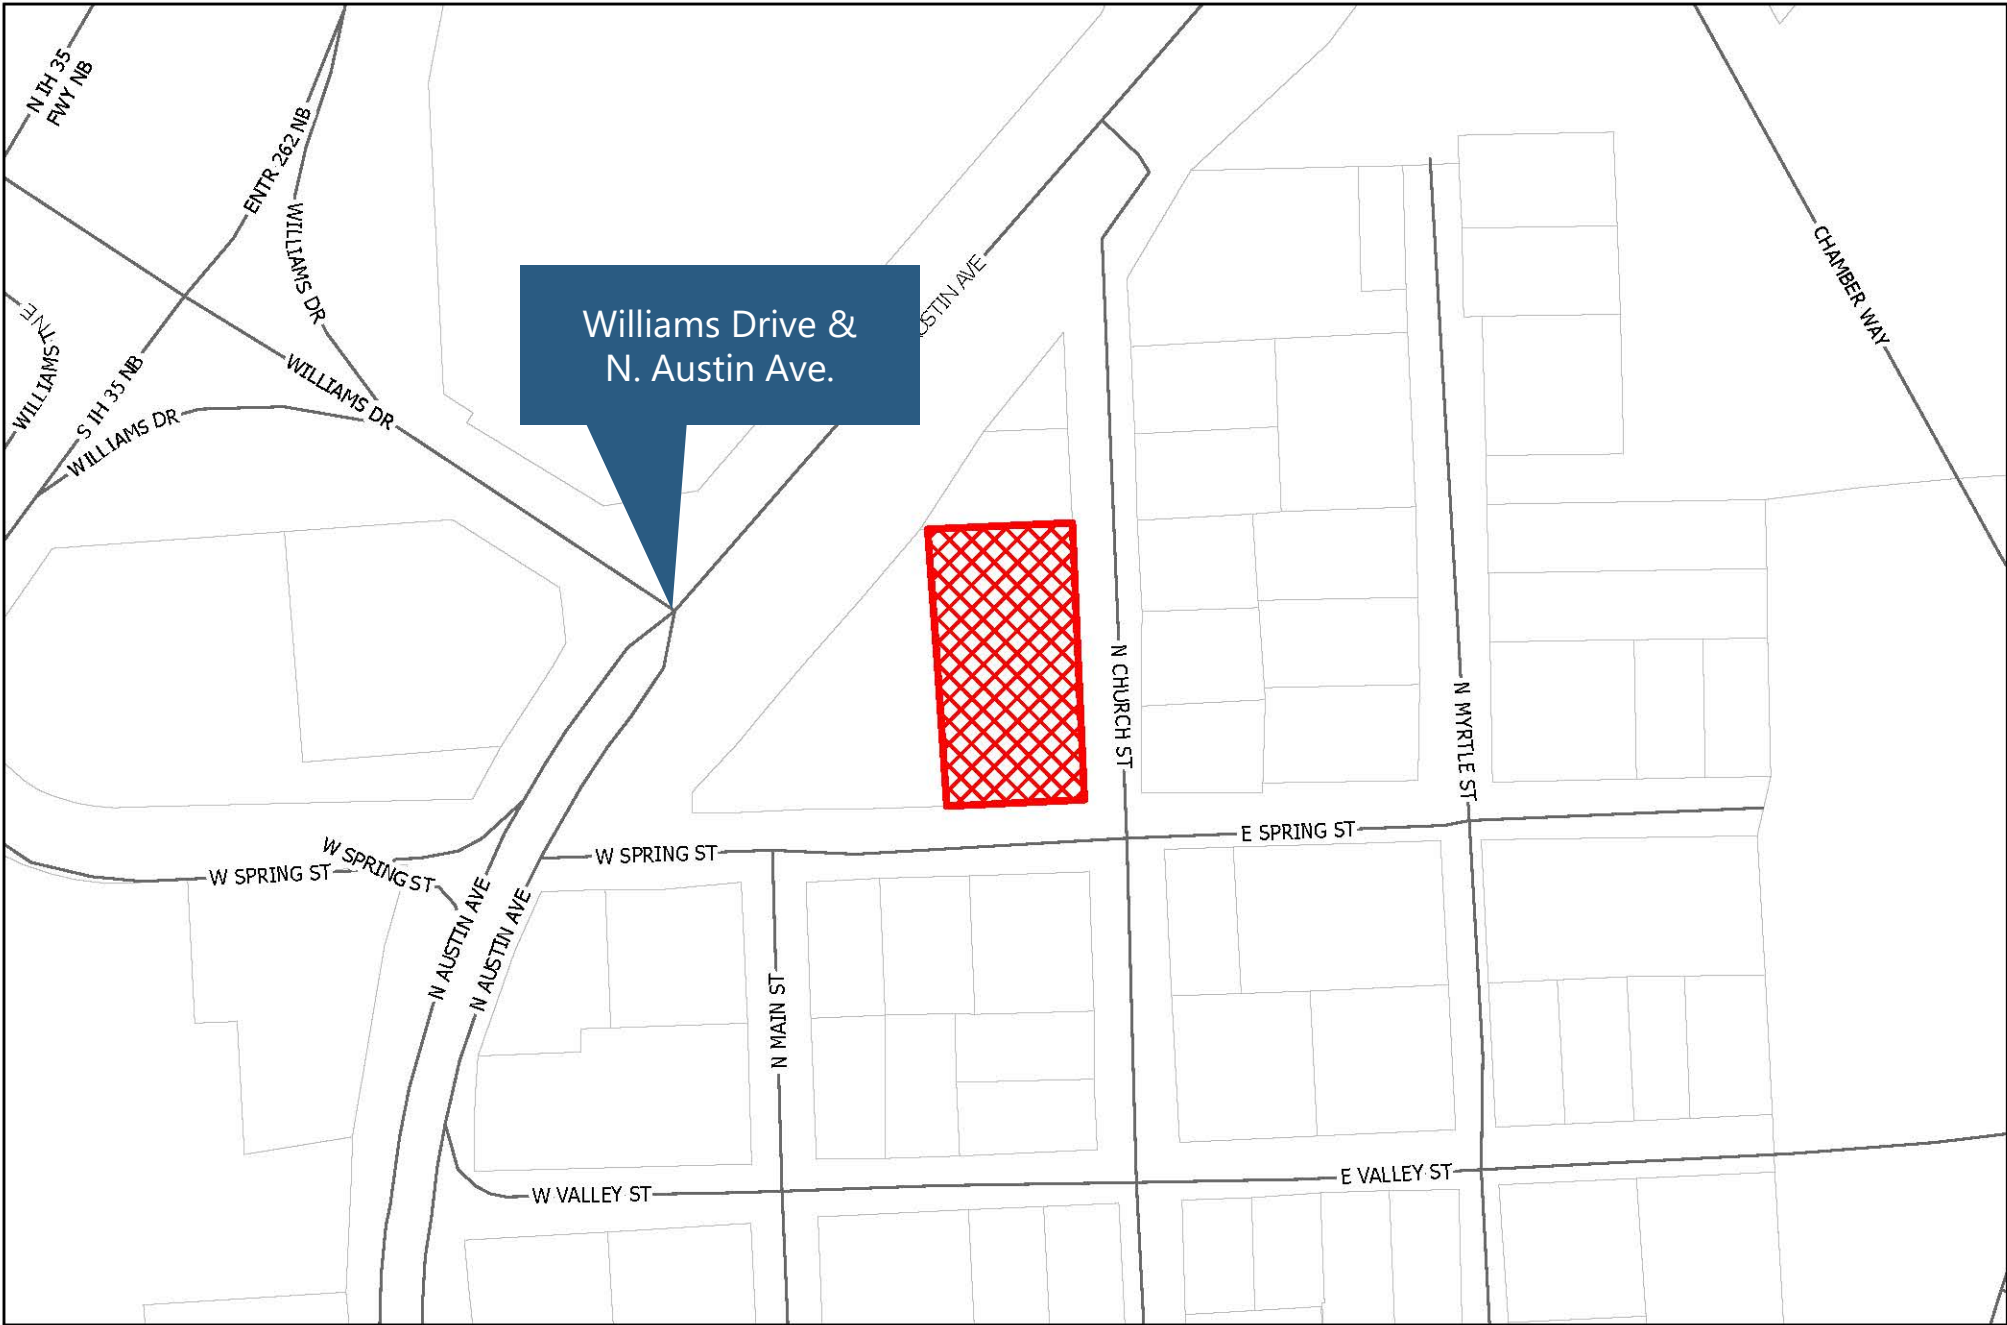 N IH 35
FWY NB
ENTR 262 NB
WILLIAMS DR
CHAMBER WAY
Williams Drive &
N. Austin Ave.
USTIN AVE
WILLIAMS
S IH 35 NB
WILLIAMS DR
WILLIAMS DR
N CHURCH ST
N MYRTLE ST
E SPRING ST
W SPRING ST
W SPRING ST
W SPRING ST
N AUSTIN AVE
N AUSTIN AVE
N MAIN ST
W VALLEY ST
E VALLEY ST